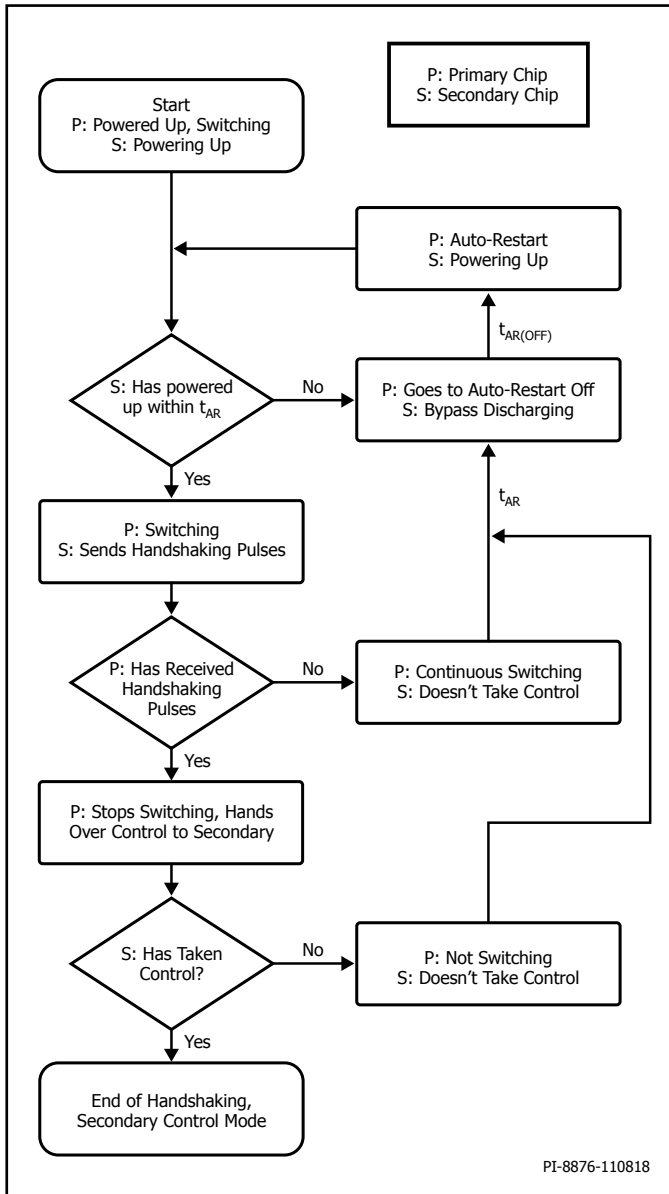 P: Primary Chip
S: Secondary Chip
Start
P: Powered Up, Switching
S: Powering Up
P: Auto-Restart
S: Powering Up
tAR(OFF)
S: Has powered
up within tAR
No
P: Goes to Auto-Restart Off
S: Bypass Discharging
Yes
tAR
P: Switching
S: Sends Handshaking Pulses
P: Has Received
Handshaking
Pulses
No
P: Continuous Switching
S: Doesn't Take Control
Yes
P: Stops Switching, Hands
Over Control to Secondary
S: Has Taken
Control?
No
P: Not Switching
S: Doesn't Take Control
Yes
End of Handshaking,
Secondary Control Mode
PI-8876-110818